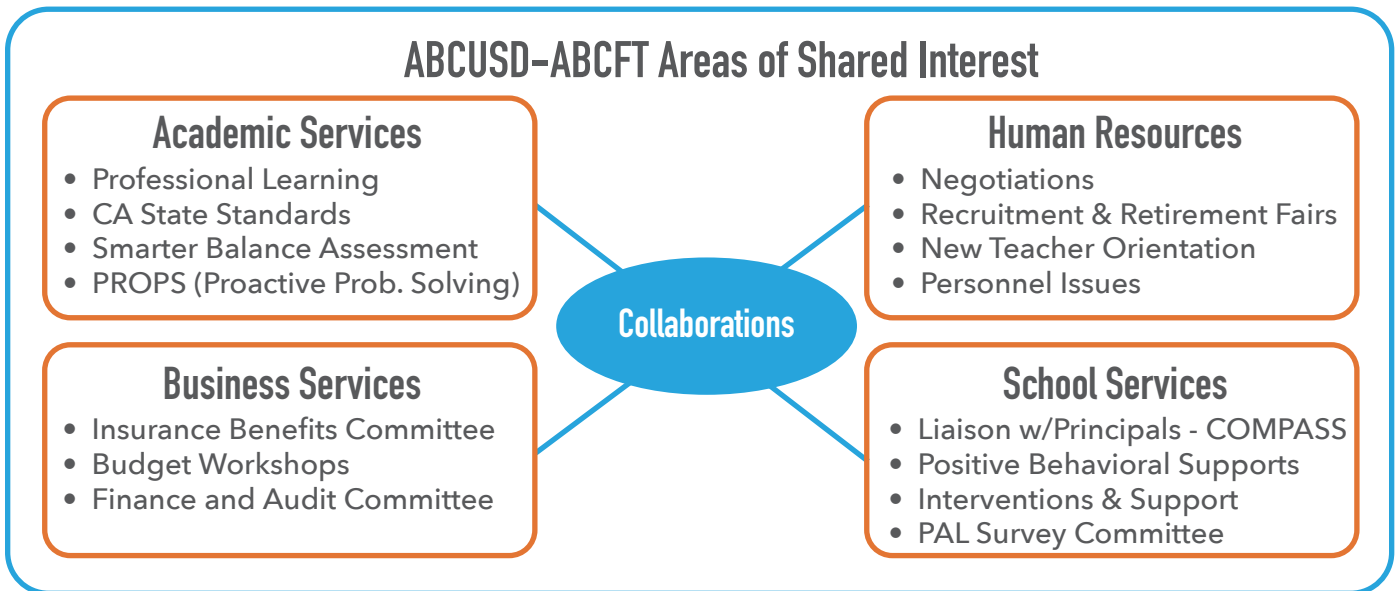 ABCUSD–ABCFT Areas of Shared Interest
Academic Services
• Professional Learning
• CA State Standards
• Smarter Balance Assessment
• PROPS (Proactive Prob. Solving)
Human Resources
• Negotiations
• Recruitment & Retirement Fairs
• New Teacher Orientation
• Personnel Issues
Collaborations
Business Services
• Insurance Benefits Committee
• Budget Workshops
• Finance and Audit Committee
School Services
• Liaison w/Principals - COMPASS
• Positive Behavioral Supports
• Interventions & Support
• PAL Survey Committee